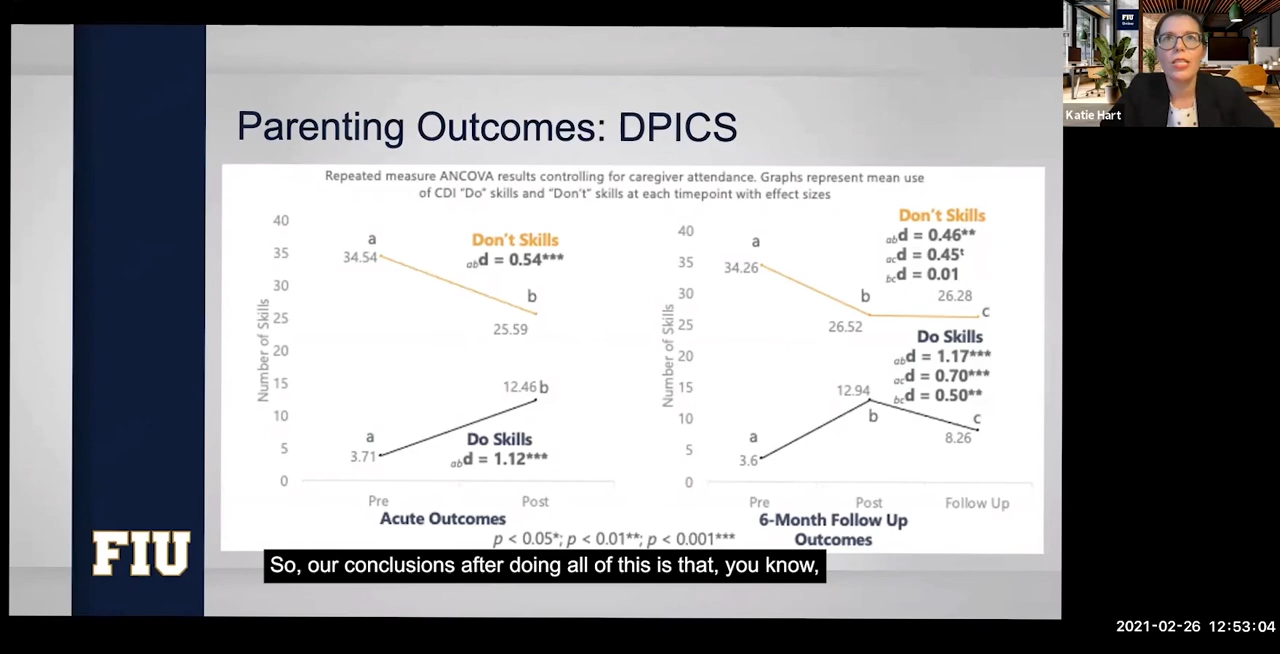 FIU
Online
Katie Hart
Parenting Outcomes: DPICS
Repeated measure ANCOVA results controlling for caregiver attendance. Graphs represent mean use
of CDI "Do" skills and "Don't" skills at each timepoint with effect sizes
Number of Skills
40
35
30
25
20
15
10
5
0
a
34.54
Don't Skills
abd = 0.54***
b
25.59
12.46 b
a
3.71
Do Skills
abd = 1.12***
Pre Post
Acute Outcomes
Number of Skills
40
35
30
25
20
15
10
5
0
a
34.26
Don't Skills
abd = 0.46**
acd = 0.45ᵗ
bcd = 0.01
b
26.52
26.28
c
Do Skills
abd = 1.17***
acd = 0.70***
bcd = 0.50**
12.94
b
a
3.6
c
8.26
Pre Post Follow Up
6-Month Follow Up
Outcomes
p < 0.05*; p < 0.01**; p < 0.001***
FIU
So, our conclusions after doing all of this is that, you know,
2021-02-26 12:53:04